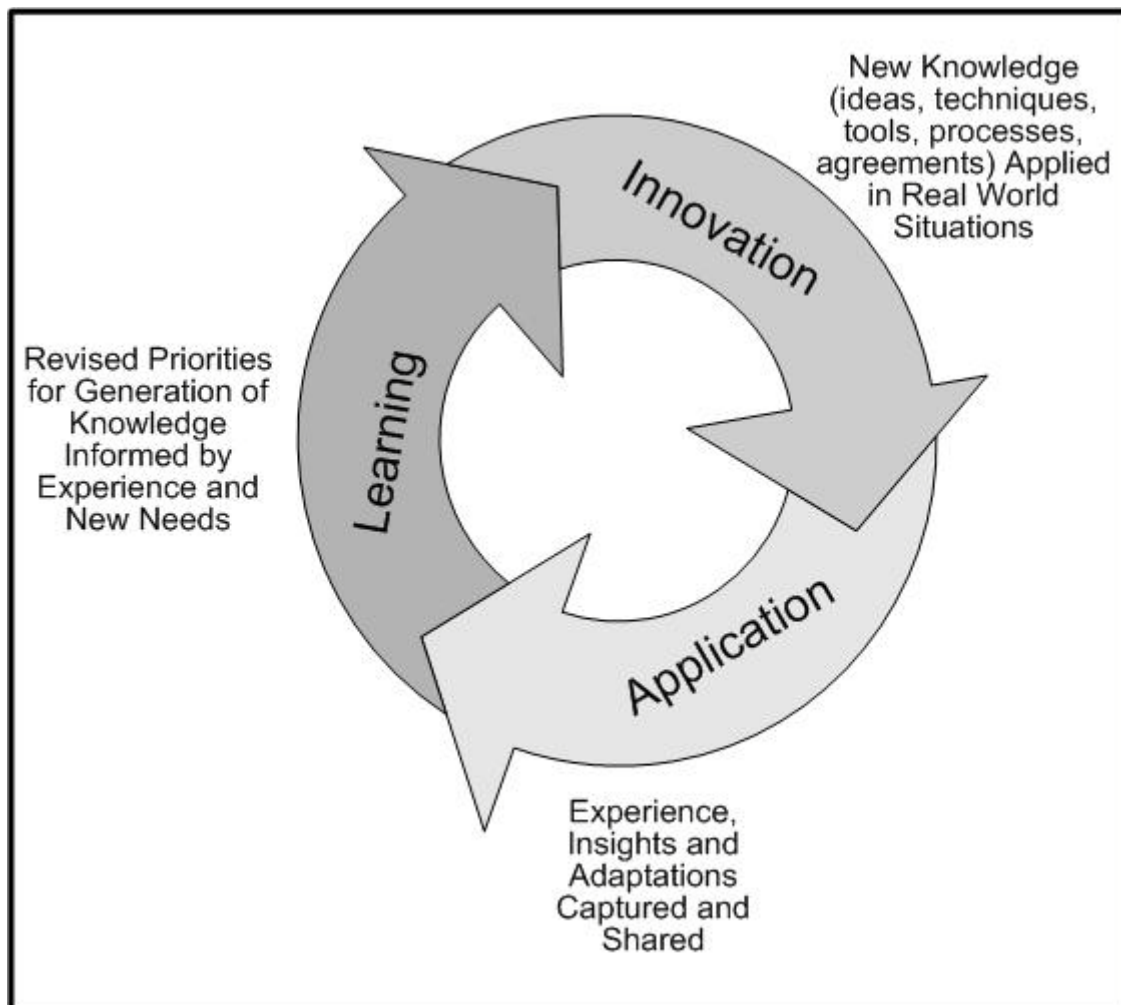 New Knowledge
(ideas, techniques,
tools, processes,
agreements) Applied
in Real World
Situations
Innovation
Revised Priorities
for Generation of
Knowledge
Informed by
Experience and
New Needs
Learning
Application
Experience,
Insights and
Adaptations
Captured and
Shared